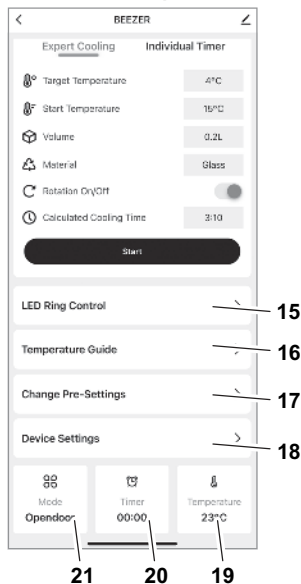 BEEZER
Expert Cooling Individual Timer
Target Temperature 4°C
Start Temperature 15°C
Volume 0.2L
Material Glass
Rotation On/Off
Calculated Cooling Time 3:10
Start
LED Ring Control 15
Temperature Guide 16
Change Pre-Settings 17
Device Settings 18
Mode Timer Temperature
Opendoor 00:00 23°C
21 20 19